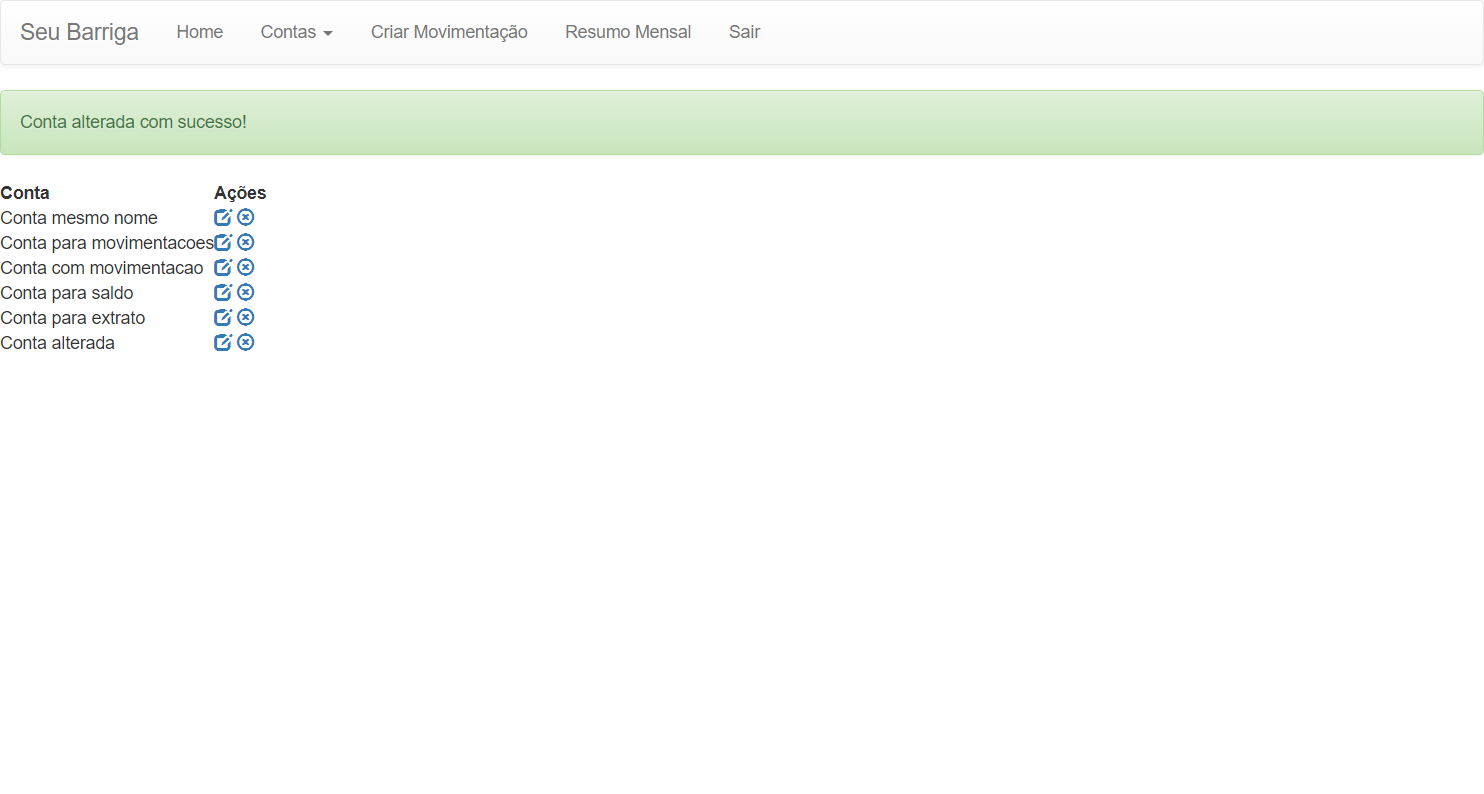 Seu Barriga Home Contas Criar Movimentação Resumo Mensal Sair
Conta alterada com sucesso!
Conta Ações
Conta mesmo nome
Conta para movimentacoes
Conta com movimentacao
Conta para saldo
Conta para extrato
Conta alterada